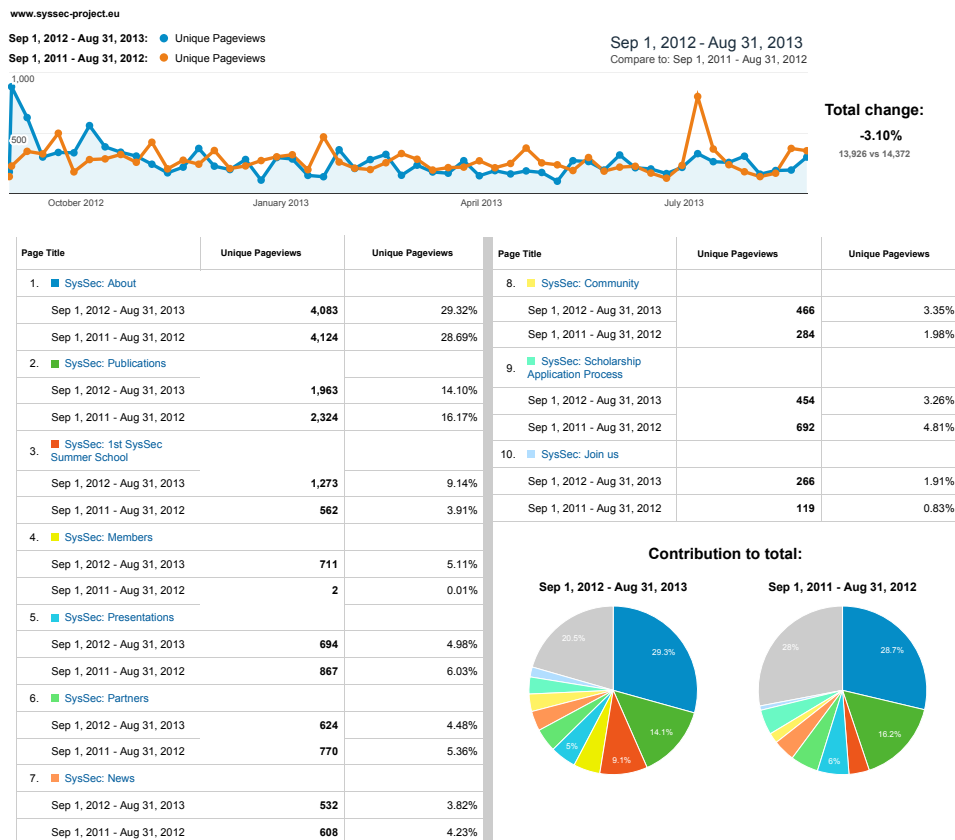 www.syssec-project.eu
Sep 1, 2012 - Aug 31, 2013: Unique Pageviews
Sep 1, 2011 - Aug 31, 2012: Unique Pageviews
Sep 1, 2012 - Aug 31, 2013
Compare to: Sep 1, 2011 - Aug 31, 2012
1,000
500
October 2012 January 2013 April 2013 July 2013
Total change:
-3.10%
13,926 vs 14,372
Page Title Unique Pageviews Unique Pageviews
1. SysSec: About
Sep 1, 2012 - Aug 31, 2013 4,083 29.32%
Sep 1, 2011 - Aug 31, 2012 4,124 28.69%
2. SysSec: Publications
Sep 1, 2012 - Aug 31, 2013 1,963 14.10%
Sep 1, 2011 - Aug 31, 2012 2,324 16.17%
3. SysSec: 1st SysSec
Summer School
Sep 1, 2012 - Aug 31, 2013 1,273 9.14%
Sep 1, 2011 - Aug 31, 2012 562 3.91%
4. SysSec: Members
Sep 1, 2012 - Aug 31, 2013 711 5.11%
Sep 1, 2011 - Aug 31, 2012 2 0.01%
5. SysSec: Presentations
Sep 1, 2012 - Aug 31, 2013 694 4.98%
Sep 1, 2011 - Aug 31, 2012 867 6.03%
6. SysSec: Partners
Sep 1, 2012 - Aug 31, 2013 624 4.48%
Sep 1, 2011 - Aug 31, 2012 770 5.36%
7. SysSec: News
Sep 1, 2012 - Aug 31, 2013 532 3.82%
Sep 1, 2011 - Aug 31, 2012 608 4.23%
Page Title Unique Pageviews Unique Pageviews
8. SysSec: Community
Sep 1, 2012 - Aug 31, 2013 466 3.35%
Sep 1, 2011 - Aug 31, 2012 284 1.98%
9. SysSec: Scholarship
Application Process
Sep 1, 2012 - Aug 31, 2013 454 3.26%
Sep 1, 2011 - Aug 31, 2012 692 4.81%
10. SysSec: Join us
Sep 1, 2012 - Aug 31, 2013 266 1.91%
Sep 1, 2011 - Aug 31, 2012 119 0.83%
Contribution to total:
Sep 1, 2012 - Aug 31, 2013
20.5%
29.3%
14.1%
5%
9.1%
Sep 1, 2011 - Aug 31, 2012
28%
28.7%
16.2%
6%